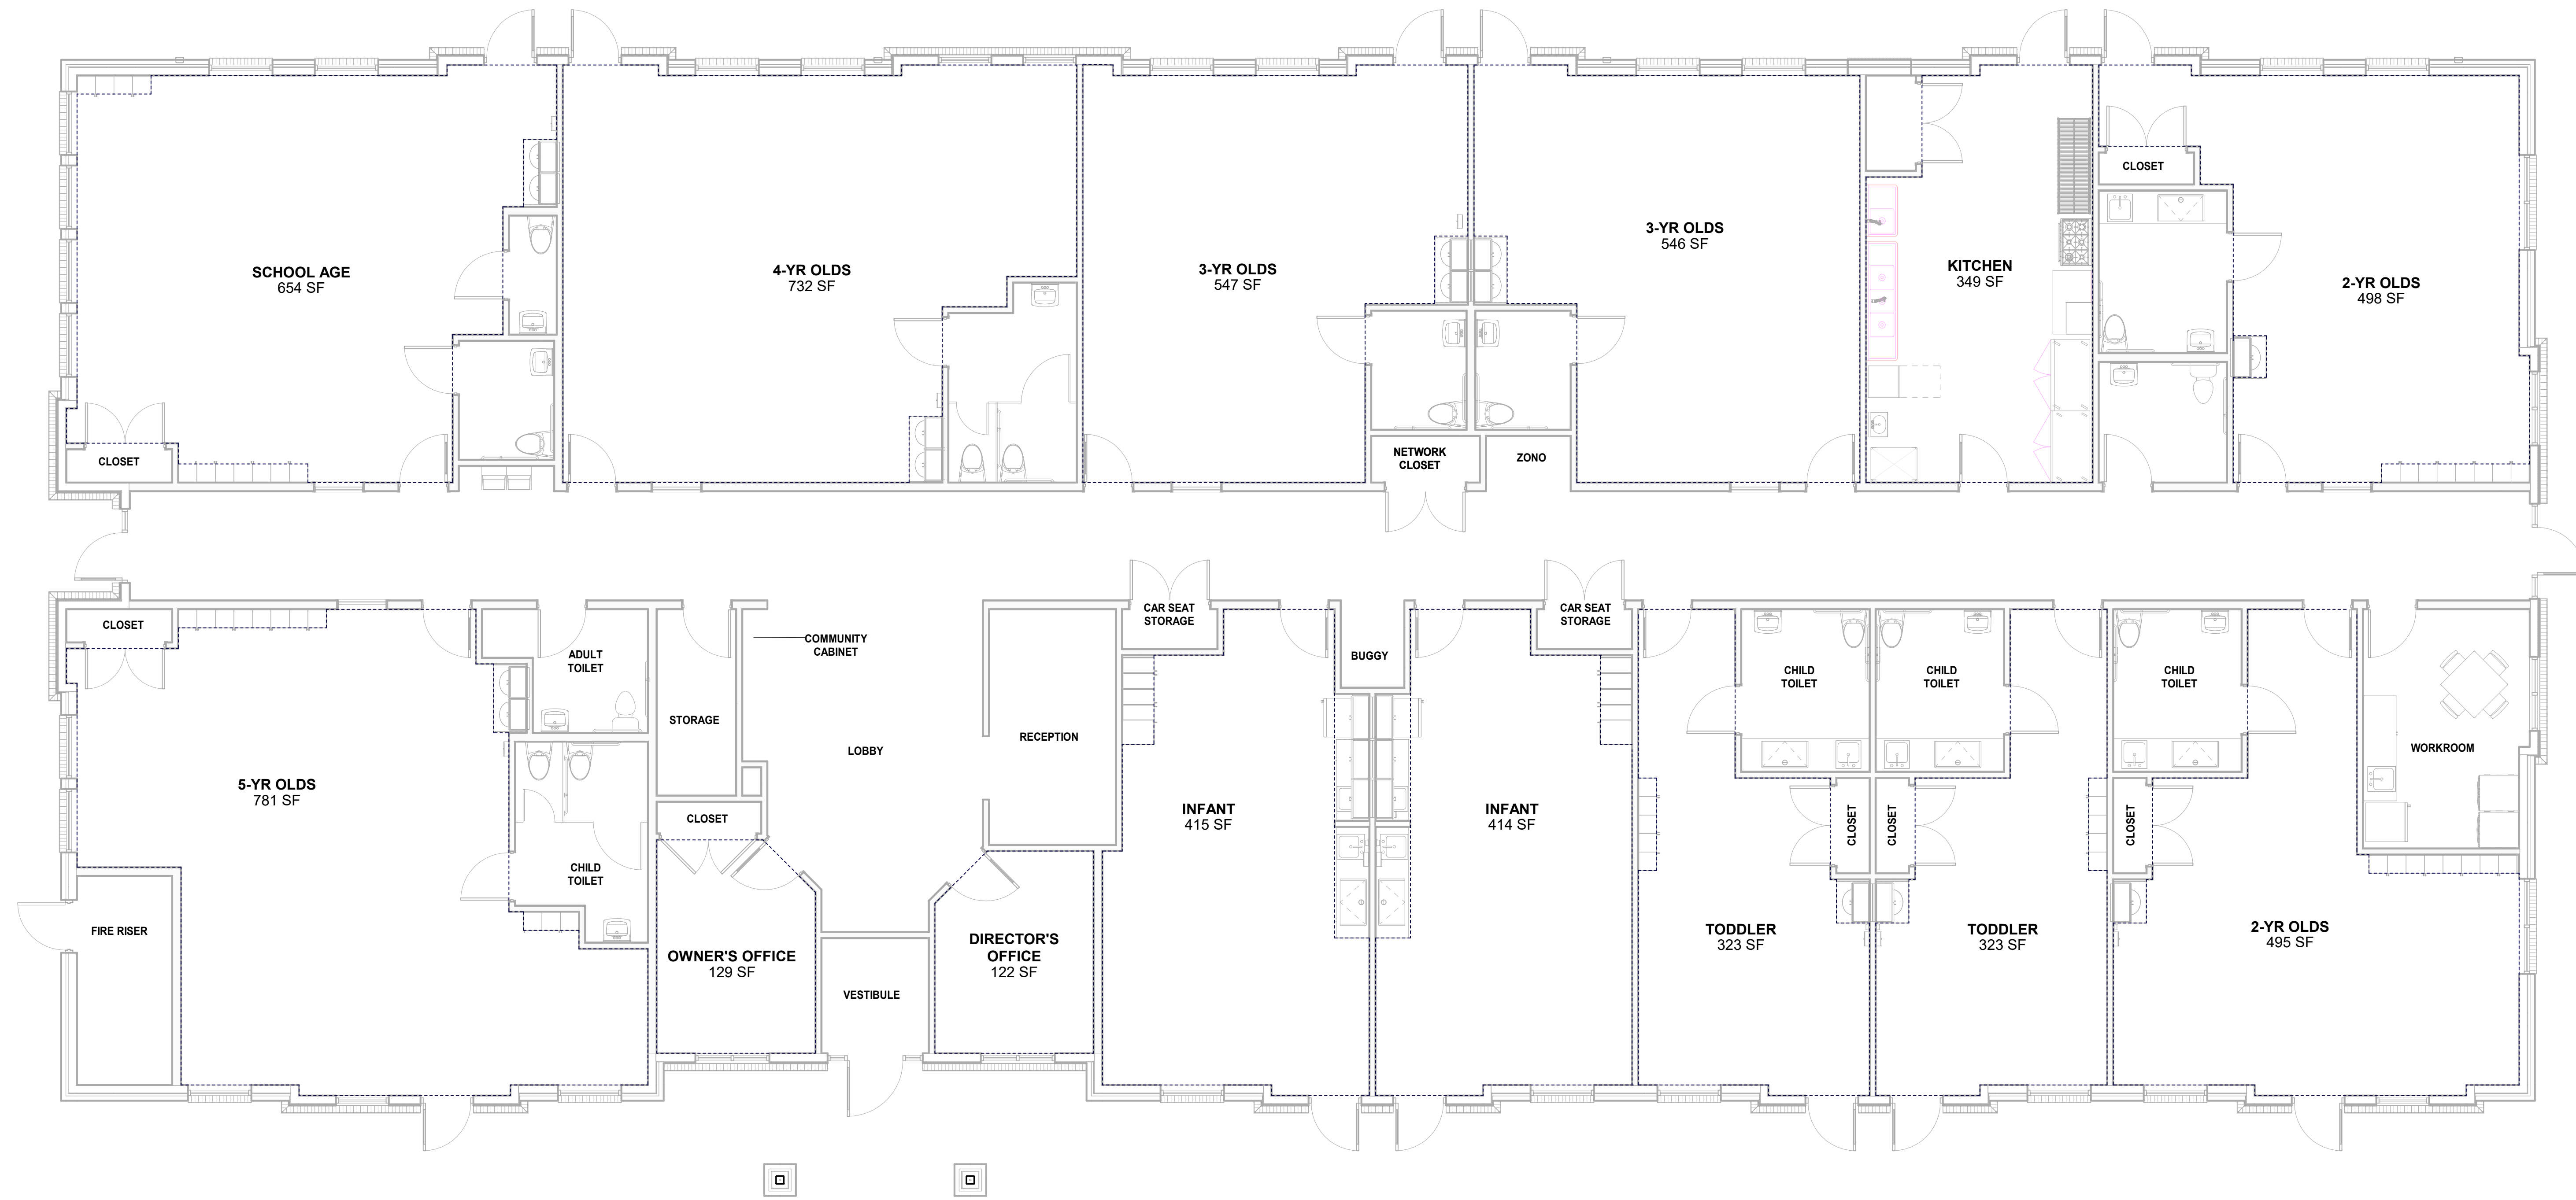 SCHOOL AGE
654 SF
CLOSET
4-YR OLDS
732 SF
3-YR OLDS
547 SF
NETWORK
CLOSET
ZONO
3-YR OLDS
546 SF
KITCHEN
349 SF
CLOSET
2-YR OLDS
498 SF
CLOSET
5-YR OLDS
781 SF
FIRE RISER
ADULT
TOILET
CHILD
TOILET
STORAGE
COMMUNITY
CABINET
LOBBY
CLOSET
OWNER'S OFFICE
129 SF
VESTIBULE
RECEPTION
DIRECTOR'S
OFFICE
122 SF
CAR SEAT
STORAGE
INFANT
415 SF
BUGGY
INFANT
414 SF
CAR SEAT
STORAGE
CHILD
TOILET
CLOSET
TODDLER
323 SF
CHILD
TOILET
CLOSET
TODDLER
323 SF
CHILD
TOILET
CLOSET
2-YR OLDS
495 SF
WORKROOM